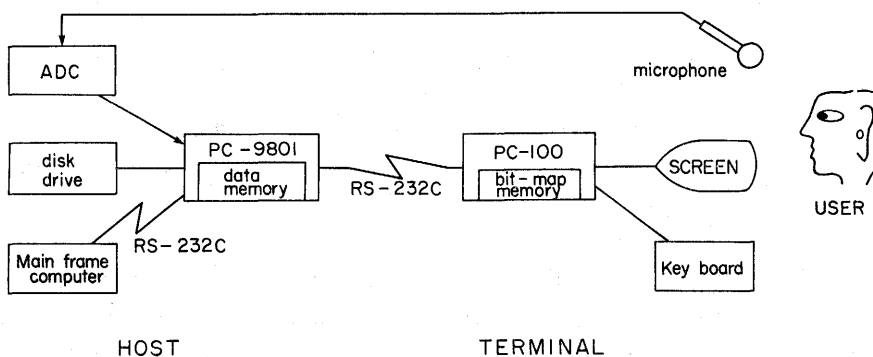 ADC
microphone
disk
drive
PC-9801
data
memory
RS-232C
PC-100
bit-map
memory
SCREEN
USER
RS-232C
Main frame
computer
Key board
HOST
TERMINAL